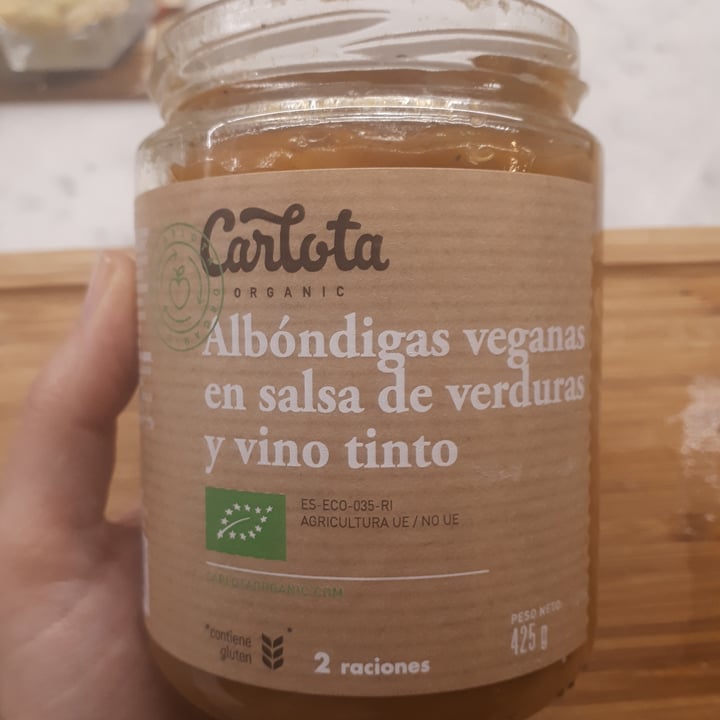 Carlota
ORGANIC
Albóndigas veganas
en salsa de verduras
y vino tinto
ES-ECO-035-RI
AGRICULTURA UE / NO UE
CARLOTAORGANIC.COM
*contiene *
gluten
2 raciones
PESO NETO:
425 g